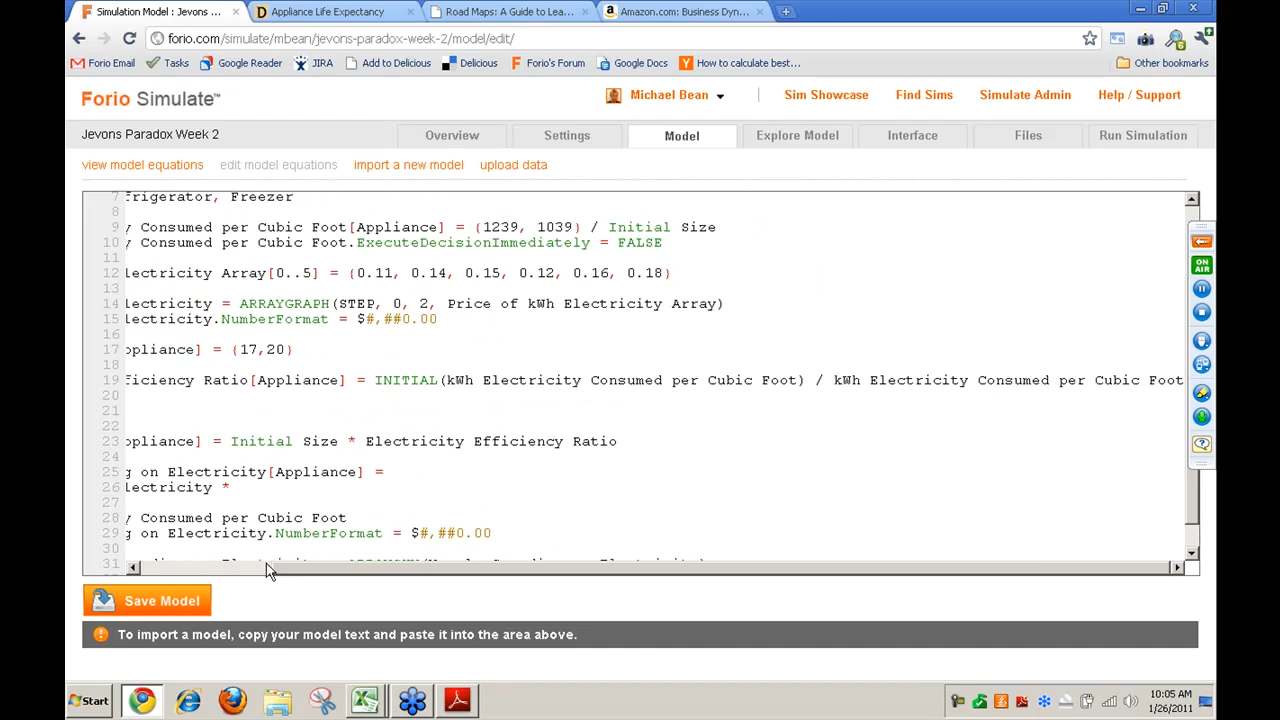 Simulation Model : Jevons ...
Appliance Life Expectancy
Road Maps: A Guide to Lea...
Amazon.com: Business Dyn...
forio.com/simulate/mbean/jevons-paradox-week-2/model/edit/
Forio Email
Tasks
Google Reader
JIRA
Add to Delicious
Delicious
Forio's Forum
Google Docs
How to calculate bes...
Other bookmarks
Forio Simulate™
Michael Bean
Sim Showcase
Find Sims
Simulate Admin
Help / Support
Jevons Paradox Week 2
Overview
Settings
Model
Explore Model
Interface
Files
Run Simulation
view model equations
edit model equations
import a new model
upload data
7 frigerator, Freezer
8
9 y Consumed per Cubic Foot[Appliance] = {1239, 1039} / Initial Size
10 y Consumed per Cubic Foot.ExecuteDecisionImmediately = FALSE
11
12 lectricity Array[0..5] = {0.11, 0.14, 0.15, 0.12, 0.16, 0.18}
13
14 lectricity = ARRAYGRAPH(STEP, 0, 2, Price of kWh Electricity Array)
15 lectricity.NumberFormat = $#,##0.00
16
17 ppliance] = {17,20}
18
19 ficiency Ratio[Appliance] = INITIAL(kWh Electricity Consumed per Cubic Foot) / kWh Electricity Consumed per Cubic Foot
20
21
22
23 ppliance] = Initial Size * Electricity Efficiency Ratio
24
25 g on Electricity[Appliance] =
26 lectricity *
27
28 y Consumed per Cubic Foot
29 g on Electricity.NumberFormat = $#,##0.00
30
31
Save Model
To import a model, copy your model text and paste it into the area above.
ON AIR
Start
10:05 AM
1/26/2011